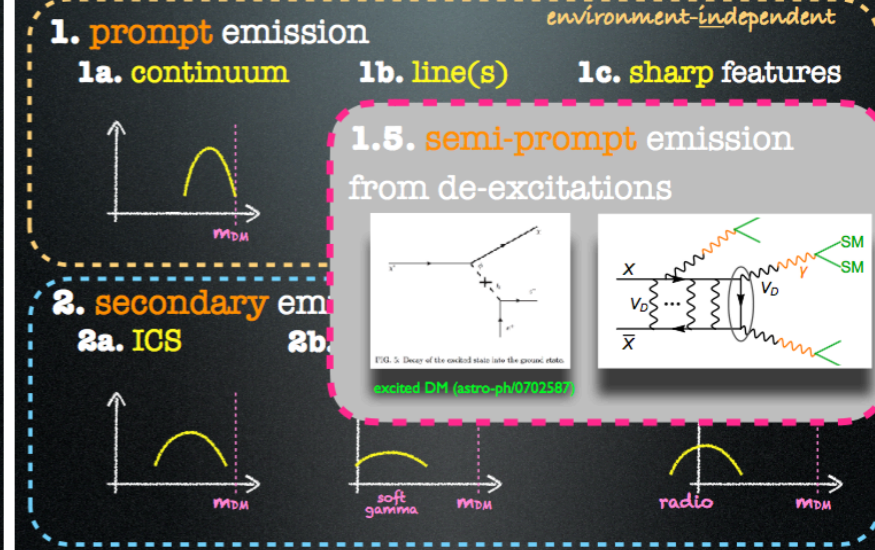 environment-independent
1. prompt emission
1a. continuum 1b. line(s) 1c. sharp features
mDM
1.5. semi-prompt emission
from de-excitations
FIG. 5: Decay of the excited state into the ground state.
excited DM (astro-ph/0702587)
X
X̅
VD
...
VD
γ
SM
SM
2. secondary em
2a. ICS 2b.
mDM
soft
gamma
mDM
radio
mDM